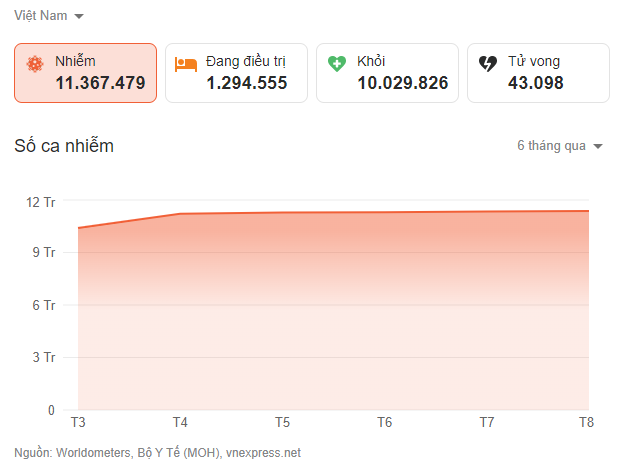 Việt Nam
Nhiễm
11.367.479
Đang điều trị
1.294.555
Khỏi
10.029.826
Tử vong
43.098
Số ca nhiễm
6 tháng qua
12 Tr
9 Tr
6 Tr
3 Tr
0
T3 T4 T5 T6 T7 T8
Nguồn: Worldometers, Bộ Y Tế (MOH), vnexpress.net